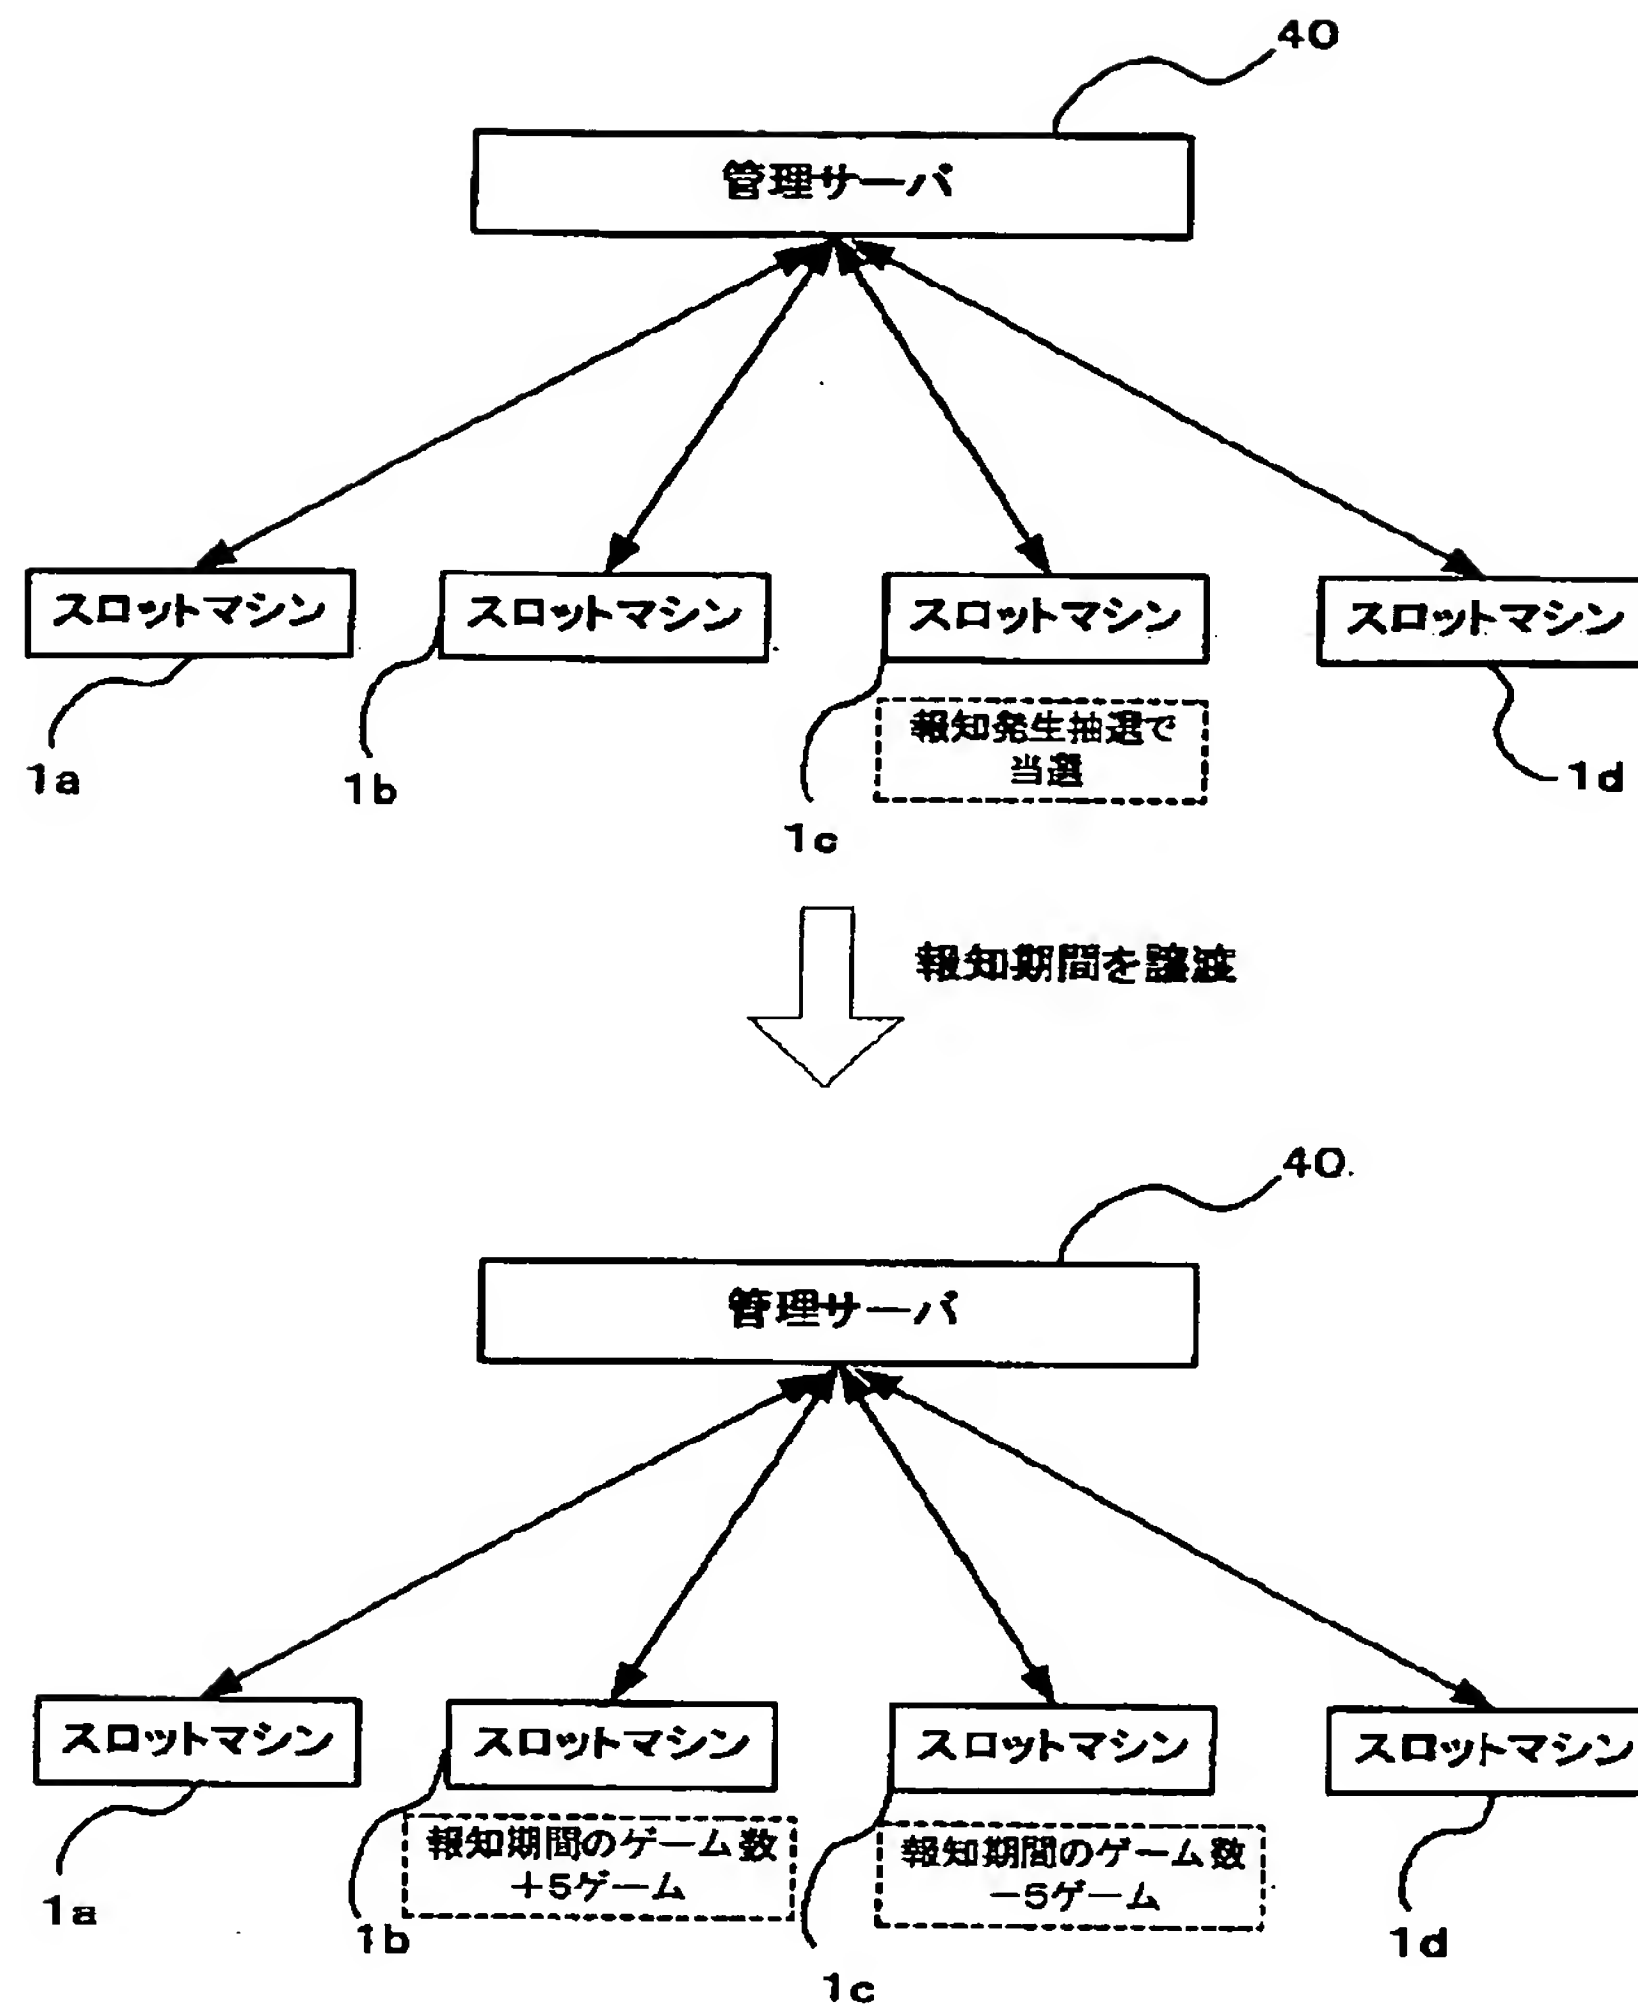 40
管理サーバ
スロットマシン
スロットマシン
スロットマシン
スロットマシン
報知発生抽選で
当選
1a
1b
1c
1d
報知期間を譲渡
40
管理サーバ
スロットマシン
スロットマシン
スロットマシン
スロットマシン
報知期間のゲーム数
+5ゲーム
報知期間のゲーム数
-5ゲーム
1a
1b
1c
1d